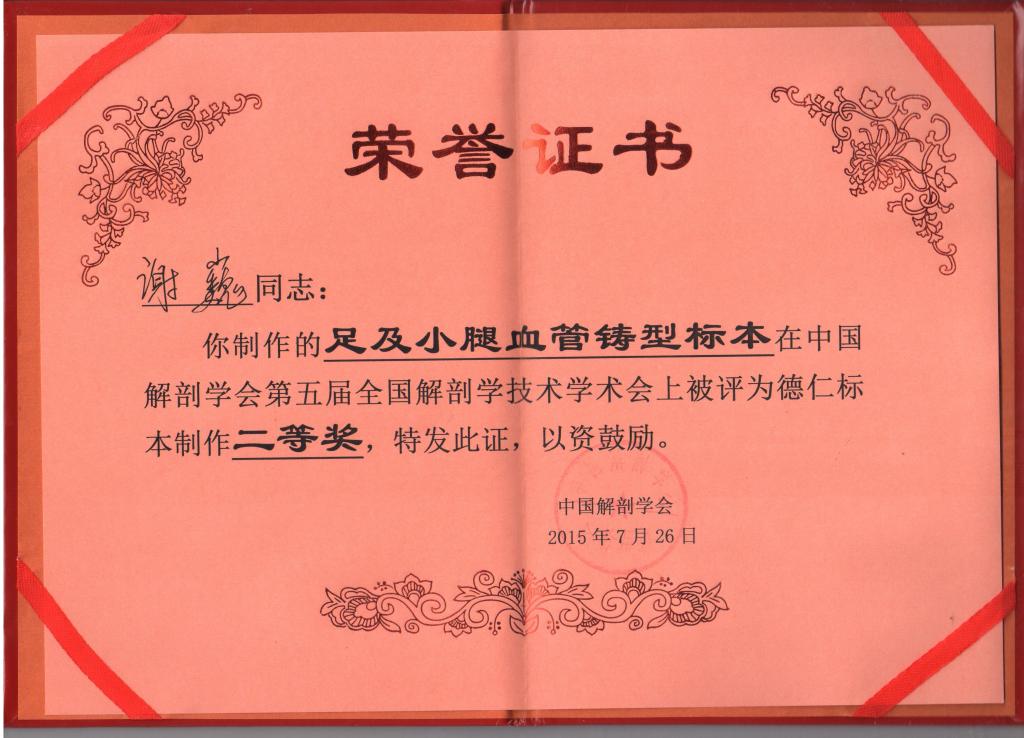 荣誉证书
谢巍同志：
你制作的足及小腿血管铸型标本在中国
解剖学会第五届全国解剖学技术学术会上被评为德仁标
本制作二等奖，特发此证，以资鼓励。
中国解剖学会
2015年7月26日